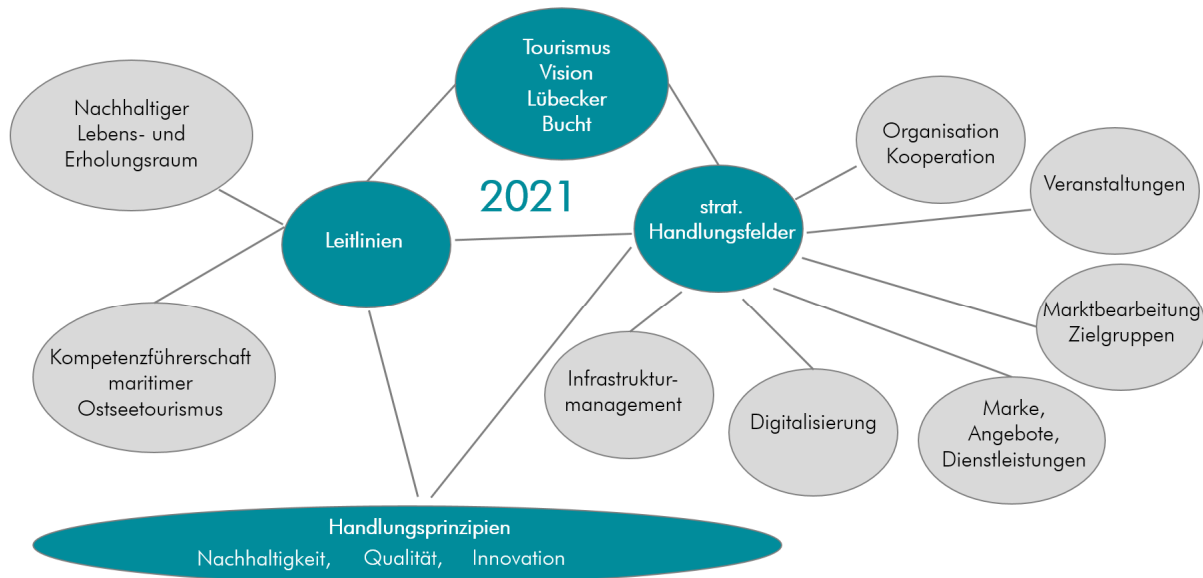 Tourismus
Vision
Lübecker
Bucht
2021
Nachhaltiger
Lebens- und
Erholungsraum
Leitlinien
Kompetenzführerschaft
maritimer
Ostseetourismus
strat.
Handlungsfelder
Organisation
Kooperation
Veranstaltungen
Marktbearbeitung
Zielgruppen
Marke,
Angebote,
Dienstleistungen
Digitalisierung
Infrastruktur-
management
Handlungsprinzipien
Nachhaltigkeit, Qualität, Innovation